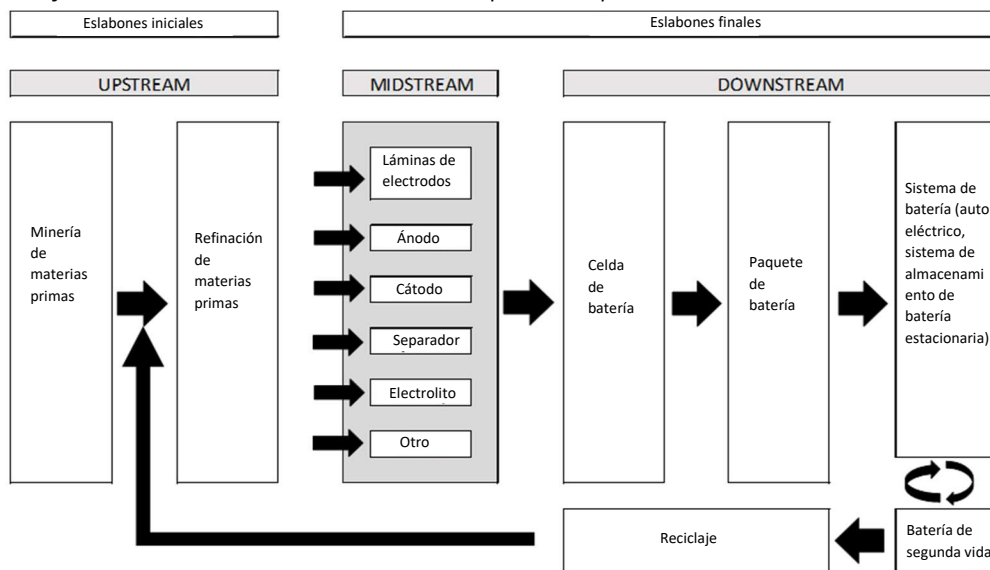 Eslabones iniciales
Eslabones finales
UPSTREAM
MIDSTREAM
DOWNSTREAM
Minería
de
materias
primas
Refinación
de
materias
primas
Láminas de
electrodos
Ánodo
Cátodo
Separador
Electrolito
Otro
Celda
de
batería
Paquete
de
batería
Sistema de
batería (auto
eléctrico,
sistema de
almacenami
ento de
batería
estacionaria)
Reciclaje
Batería de
segunda vida